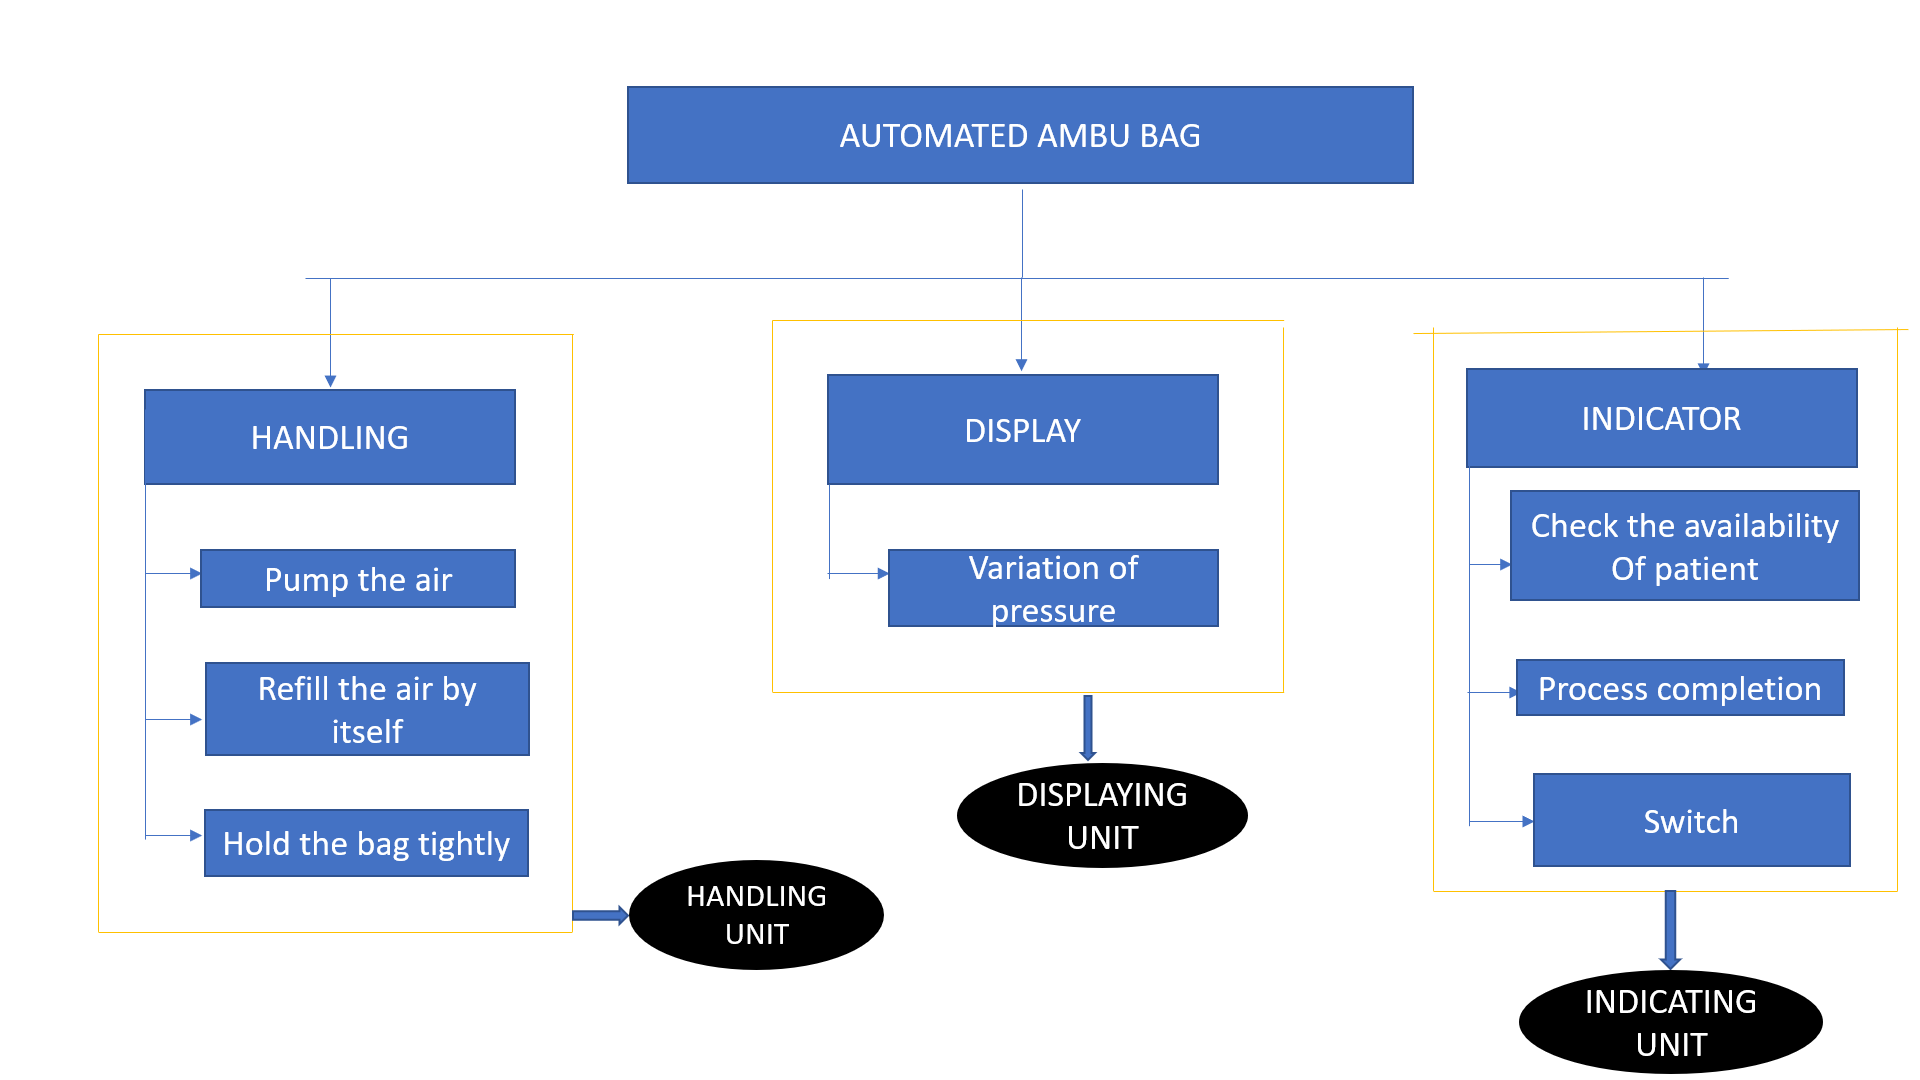 AUTOMATED AMBU BAG
HANDLING
Pump the air
Refill the air by
itself
Hold the bag tightly
HANDLING
UNIT
DISPLAY
Variation of
pressure
DISPLAYING
UNIT
INDICATOR
Check the availability
Of patient
Process completion
Switch
INDICATING
UNIT